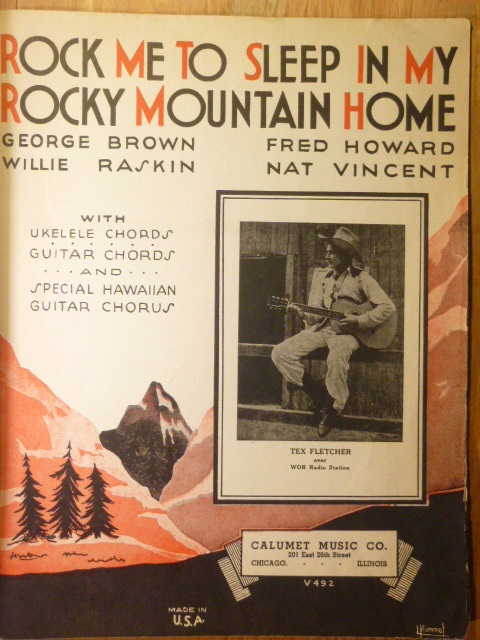 ROCK ME TO SLEEP IN MY
ROCKY MOUNTAIN HOME
GEORGE BROWN
WILLIE RASKIN
FRED HOWARD
NAT VINCENT
WITH
UKELELE CHORDS
GUITAR CHORDS
...AND...
SPECIAL HAWAIIAN
GUITAR CHORUS
TEX FLETCHER
over
WOR Radio Station
CALUMET MUSIC CO.
201 East 26th Street
CHICAGO. - - ILLINOIS
V492
MADE IN
U.S.A.